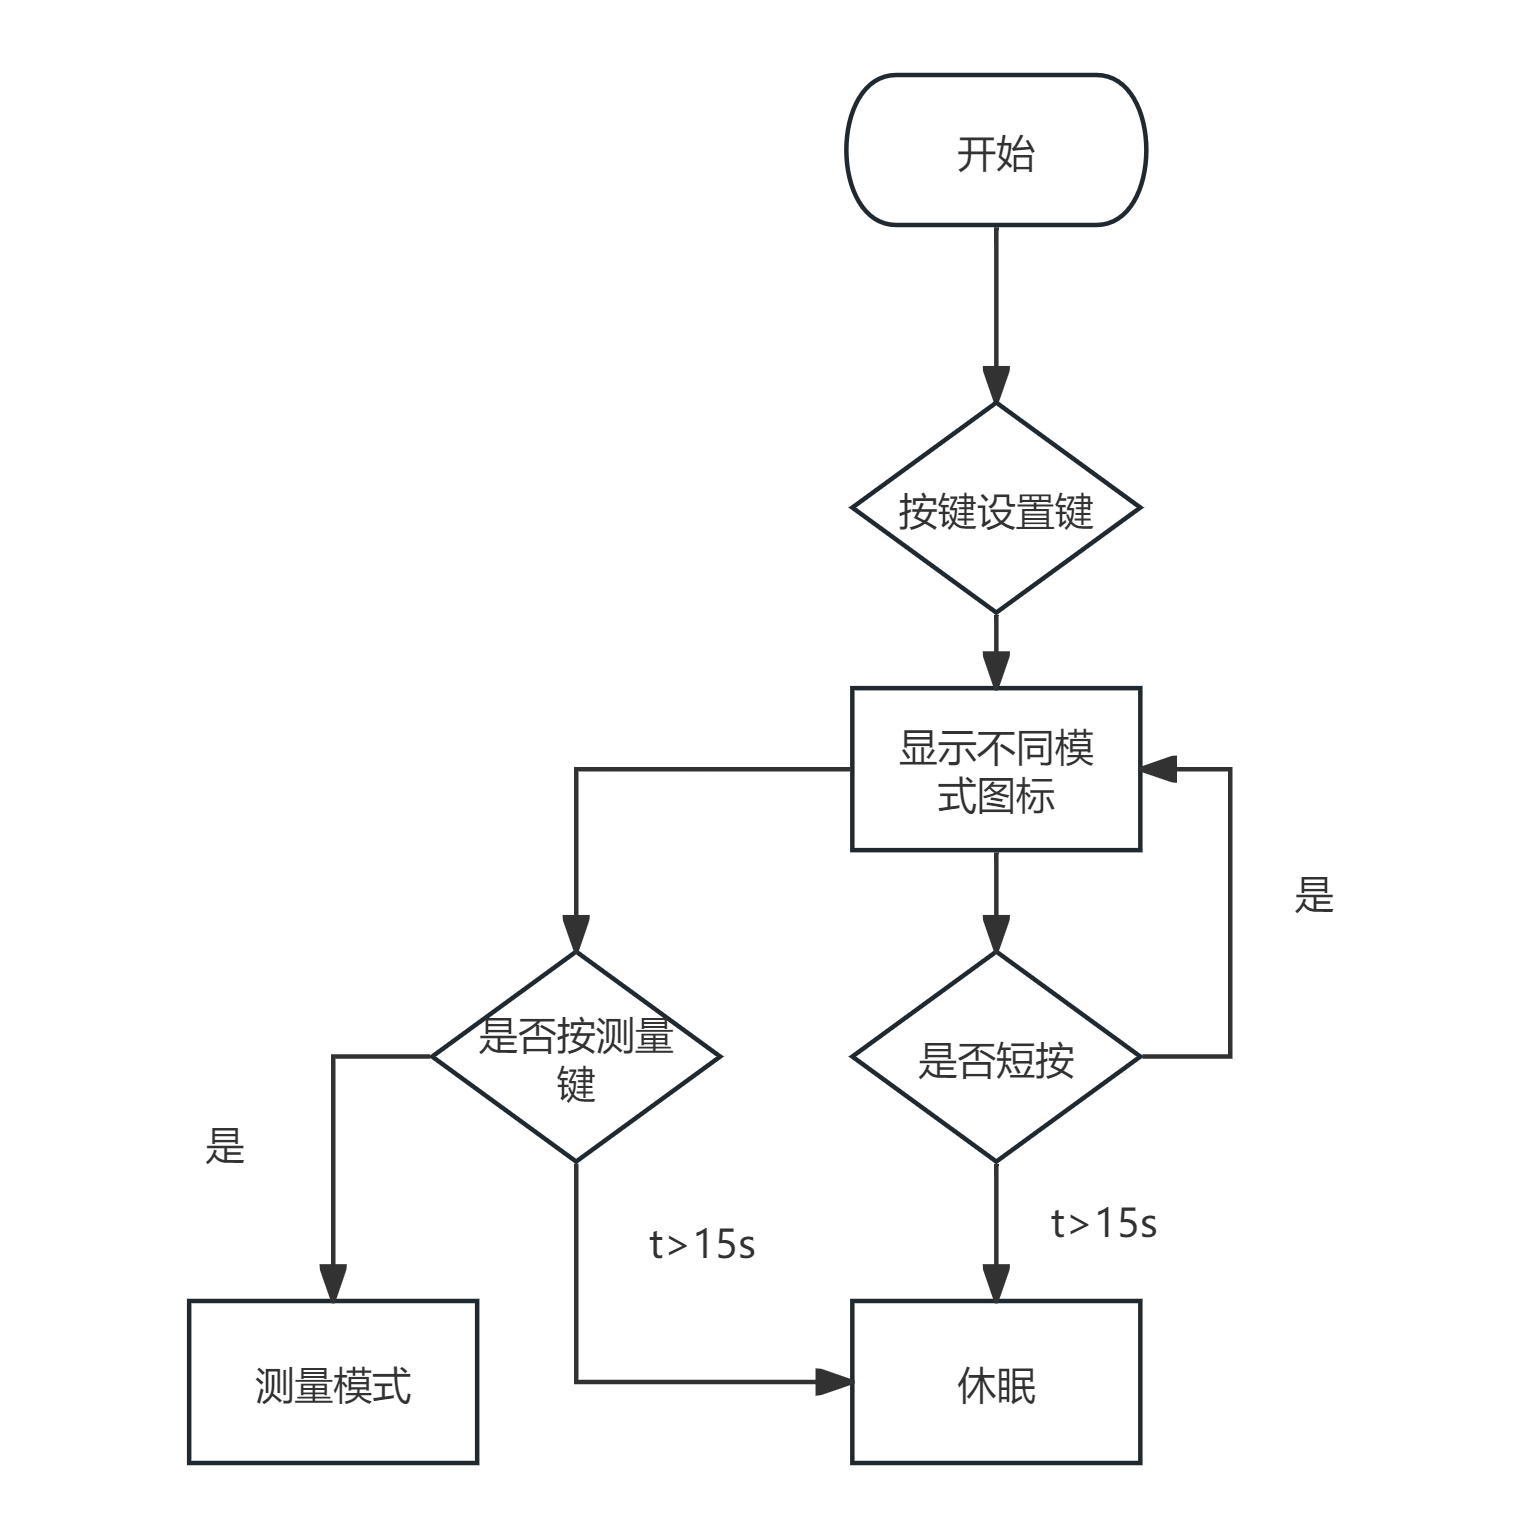 开始
按键设置键
显示不同模
式图标
是
是否按测量
键
是否短按
是
t>15s
t>15s
测量模式
休眠